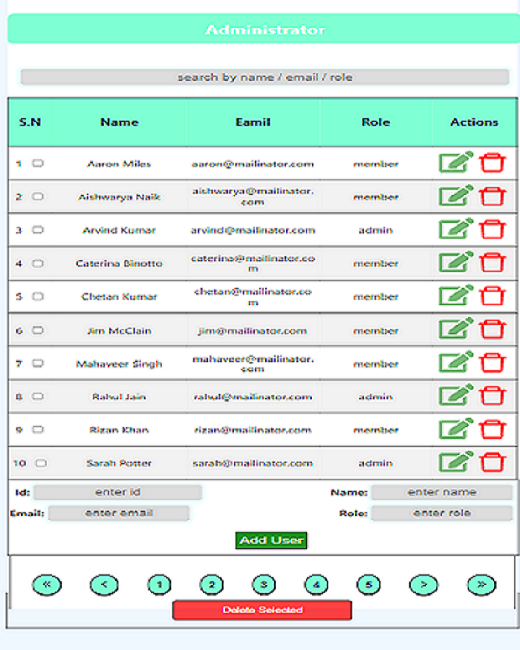 Administrator
search by name / email / role
S.N Name Eamil Role Actions
1 Aaron Miles aaron@mailinator.com member
2 Aishwarya Naik aishwarya@mailinator.
com member
3 Arvind Kumar arvind@mailinator.com admin
4 Caterina Binotto caterina@mailinator.co
m member
5 Chetan Kumar chetan@mailinator.co
m member
6 Jim McClain jim@mailinator.com member
7 Mahaveer Singh mahaveer@mailinator.
com member
8 Rahul Jain rahul@mailinator.com admin
9 Rizan Khan rizan@mailinator.com member
10 Sarah Potter sarah@mailinator.com admin
Id: enter id Name: enter name
Email: enter email Role: enter role
Add User
« < 1 2 3 4 5 > »
Delete Selected